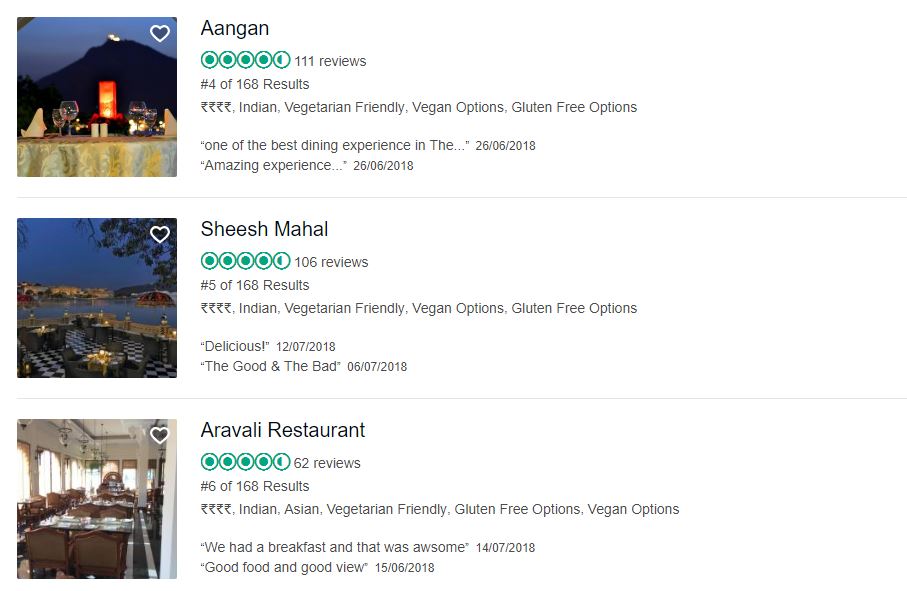 Aangan
111 reviews
#4 of 168 Results
₹₹₹₹, Indian, Vegetarian Friendly, Vegan Options, Gluten Free Options
“one of the best dining experience in The...” 26/06/2018
“Amazing experience...” 26/06/2018
Sheesh Mahal
106 reviews
#5 of 168 Results
₹₹₹₹, Indian, Vegetarian Friendly, Vegan Options, Gluten Free Options
“Delicious!” 12/07/2018
“The Good & The Bad” 06/07/2018
Aravali Restaurant
62 reviews
#6 of 168 Results
₹₹₹₹, Indian, Asian, Vegetarian Friendly, Gluten Free Options, Vegan Options
“We had a breakfast and that was awsome” 14/07/2018
“Good food and good view” 15/06/2018